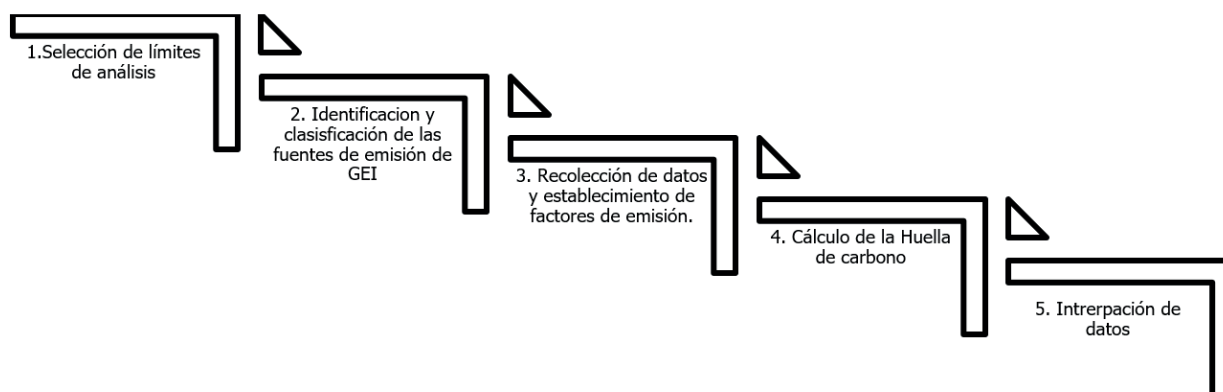 1.Selección de límites
de análisis
2. Identificacion y
clasisficación de las
fuentes de emisión de
GEI
3. Recolección de datos
y establecimiento de
factores de emisión.
4. Cálculo de la Huella
de carbono
5. Intrerpación de
datos